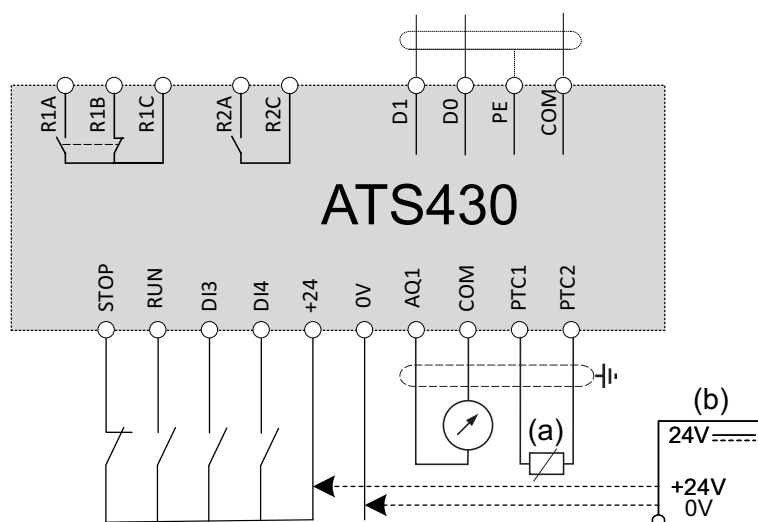 R1A R1B R1C R2A R2C D1 D0 PE COM
ATS430
STOP RUN DI3 DI4 +24 0V AQ1 COM PTC1 PTC2
(a)
(b)
24V
+24V
0V